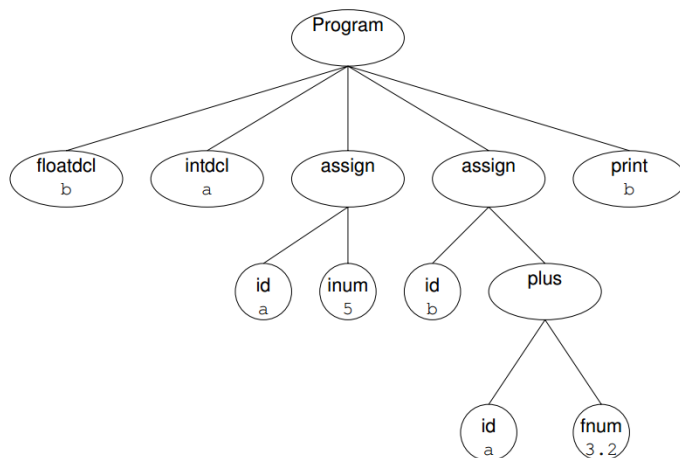 Program
floatdcl
b
intdcl
a
assign
assign
print
b
id
a
inum
5
id
b
plus
id
a
fnum
3.2